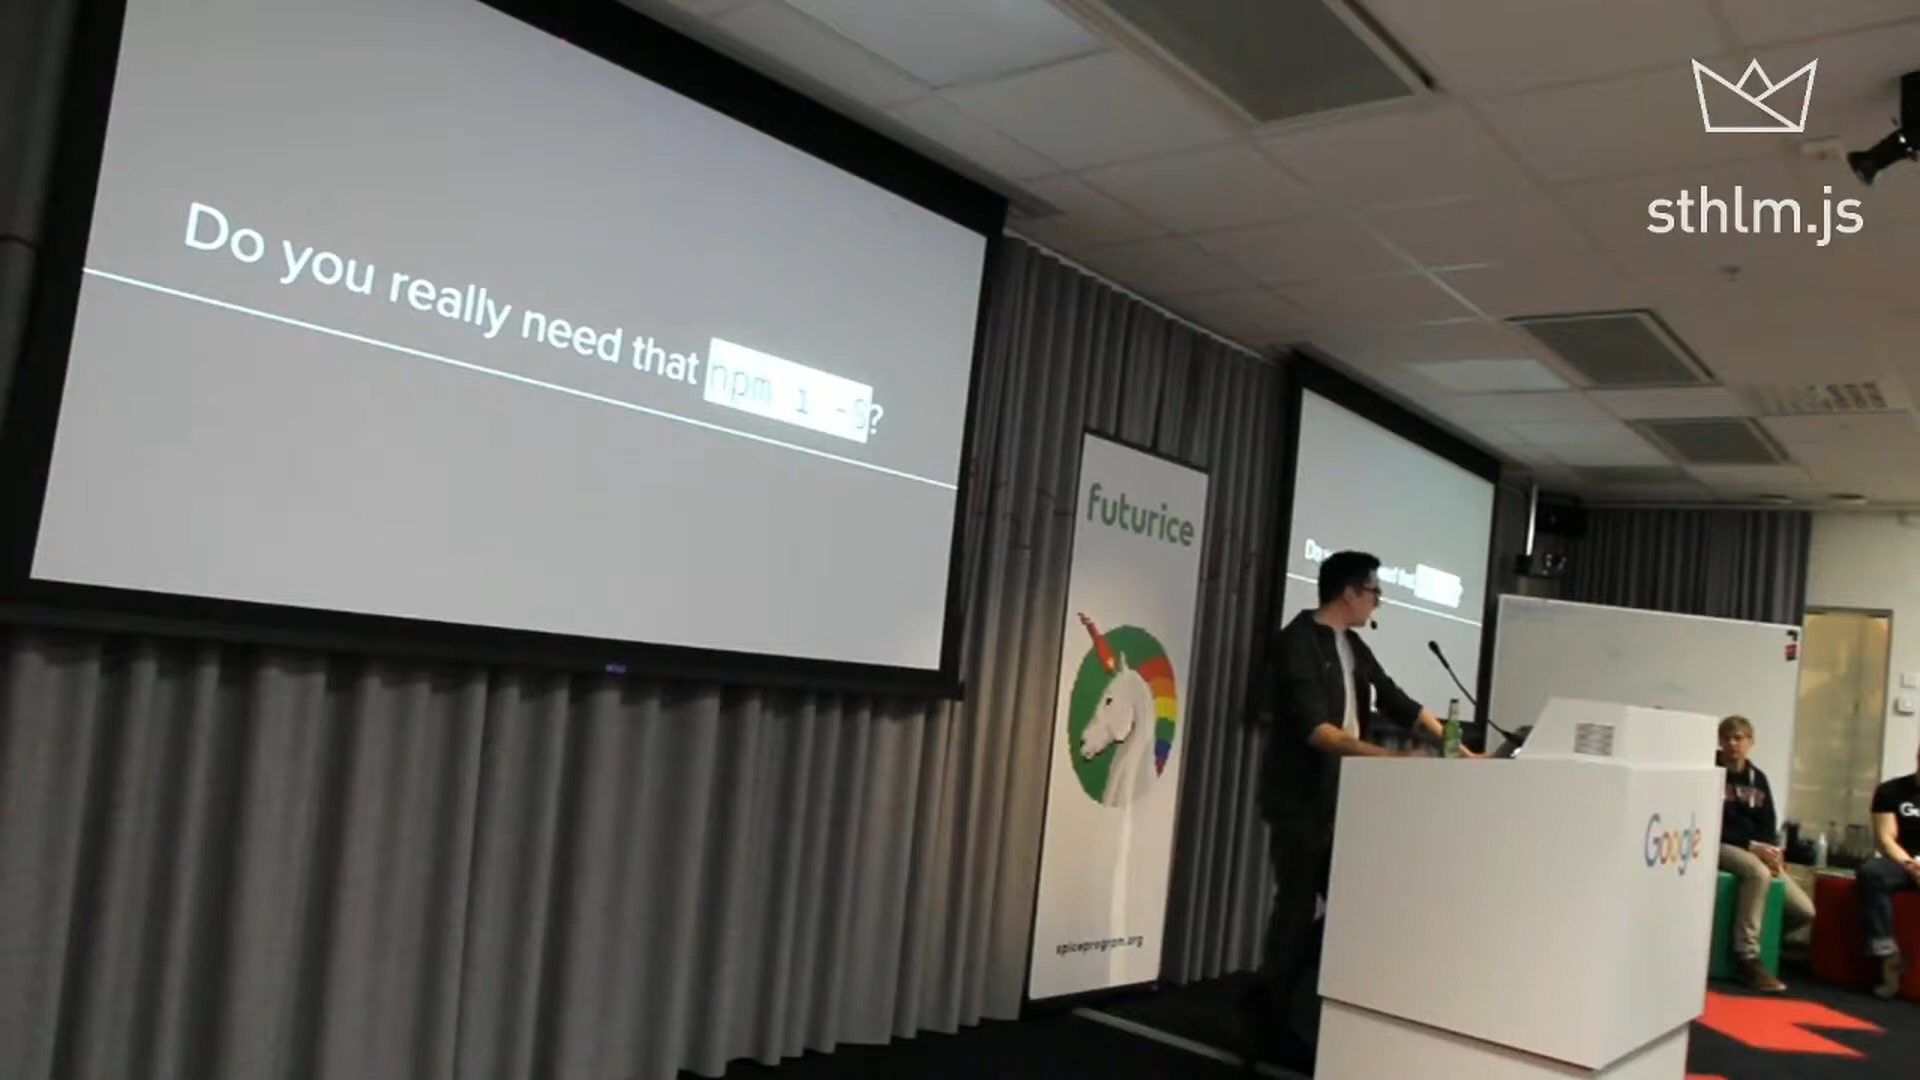 Do you really need that npm i -S?
sthlm.js
futurice
spiceprogram.org
Google